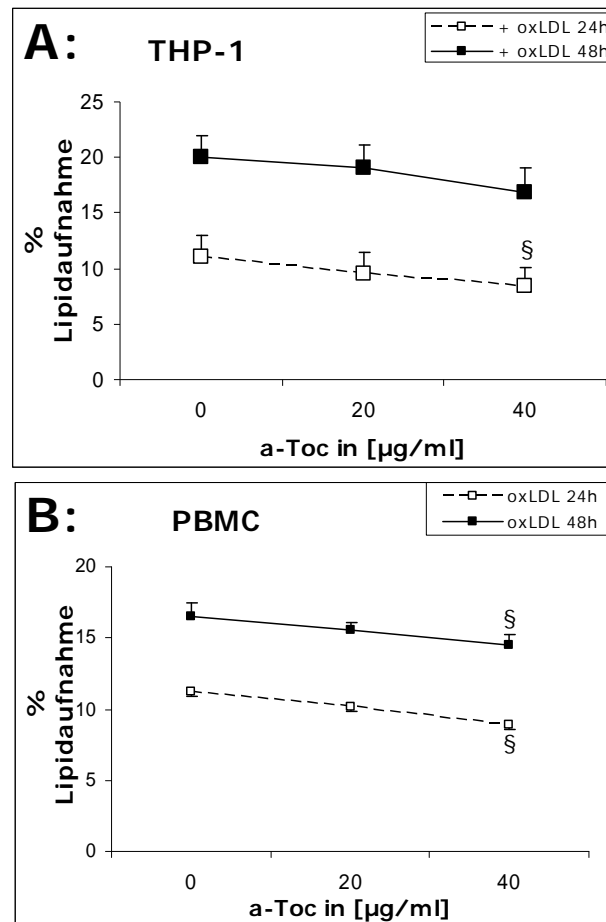 A: THP-1
+ oxLDL 24h
+ oxLDL 48h
25
20
15
10
5
0
%
Lipidaufnahme
§
0 20 40
a-Toc in [µg/ml]
B: PBMC
oxLDL 24h
oxLDL 48h
20
15
10
5
0
%
Lipidaufnahme
§
§
0 20 40
a-Toc in [µg/ml]